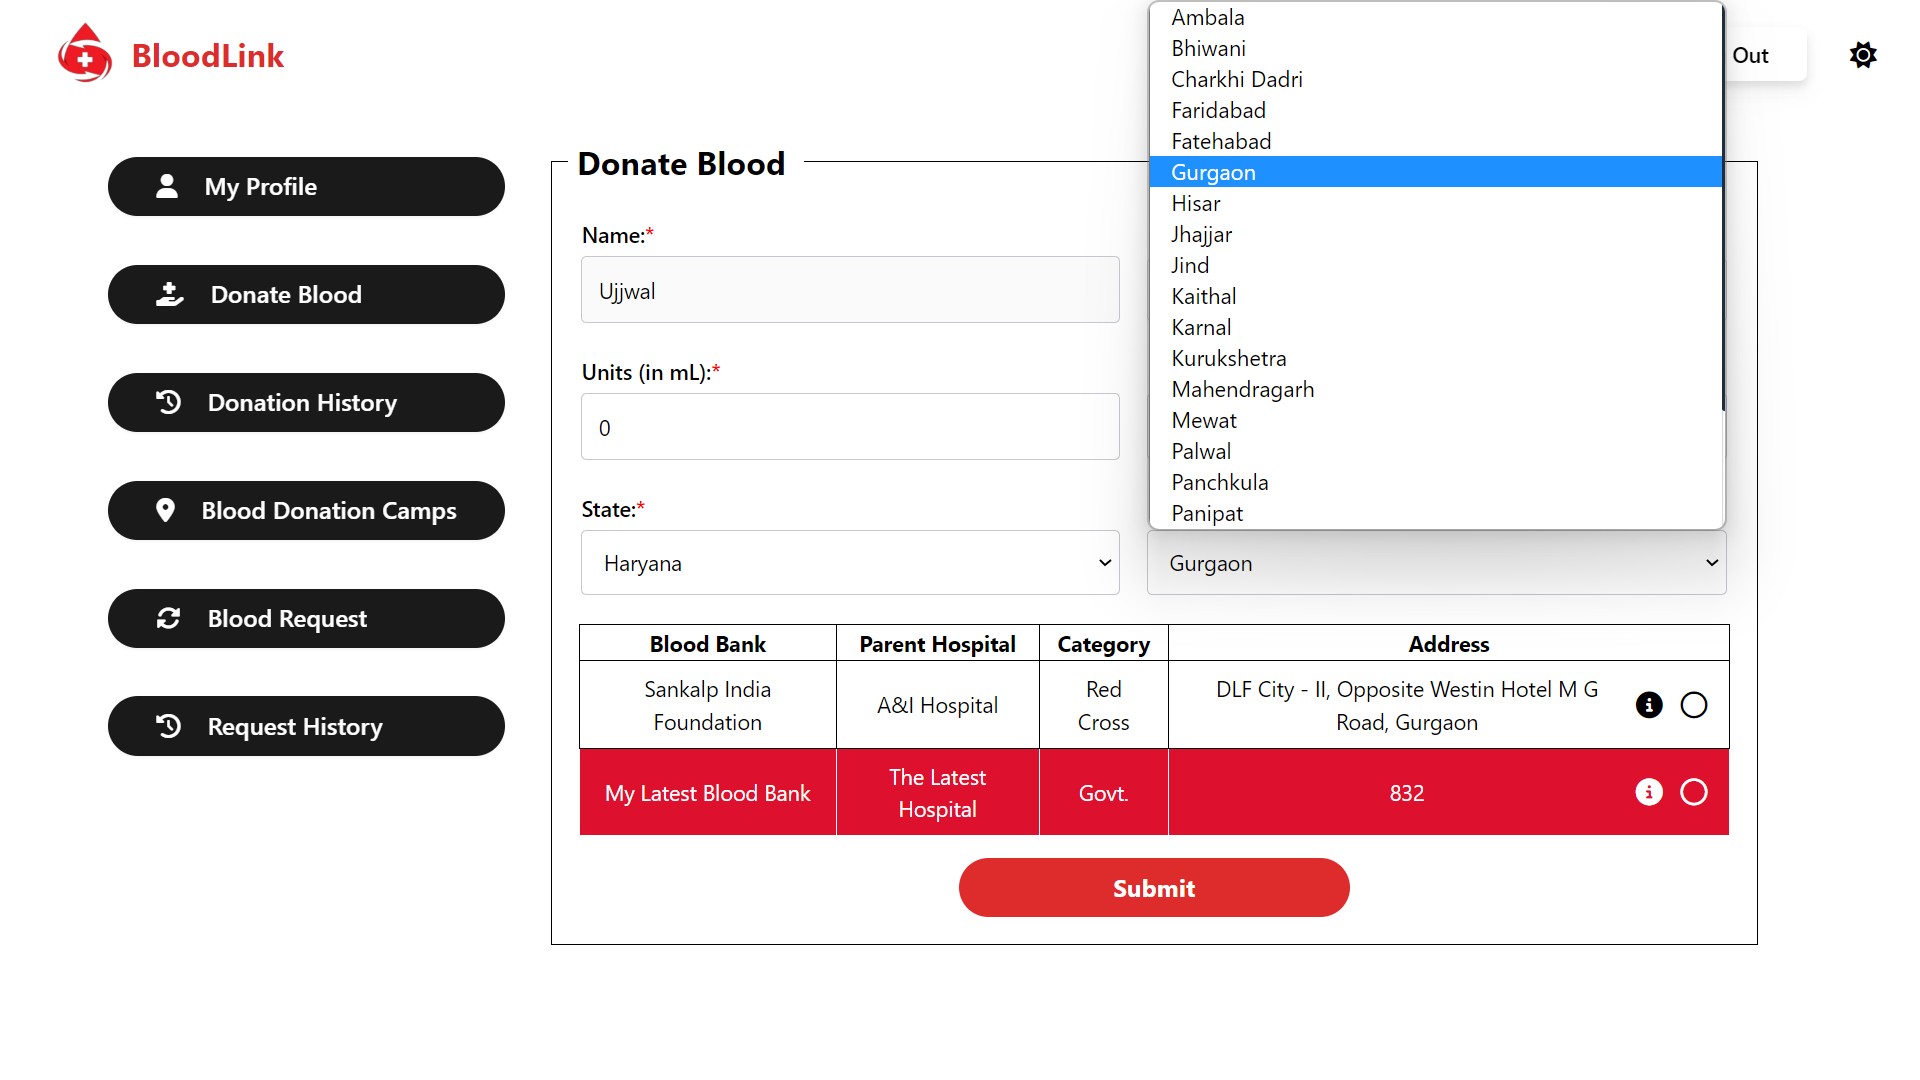 BloodLink
Out
My Profile
Donate Blood
Donation History
Blood Donation Camps
Blood Request
Request History
Donate Blood
Name:*
Ujjwal
Units (in mL):*
0
State:*
Haryana
Ambala
Bhiwani
Charkhi Dadri
Faridabad
Fatehabad
Gurgaon
Hisar
Jhajjar
Jind
Kaithal
Karnal
Kurukshetra
Mahendragarh
Mewat
Palwal
Panchkula
Panipat
Gurgaon
Blood Bank Parent Hospital Category Address
Sankalp India
Foundation
A&I Hospital
Red
Cross
DLF City - II, Opposite Westin Hotel M G
Road, Gurgaon
My Latest Blood Bank
The Latest
Hospital
Govt.
832
Submit